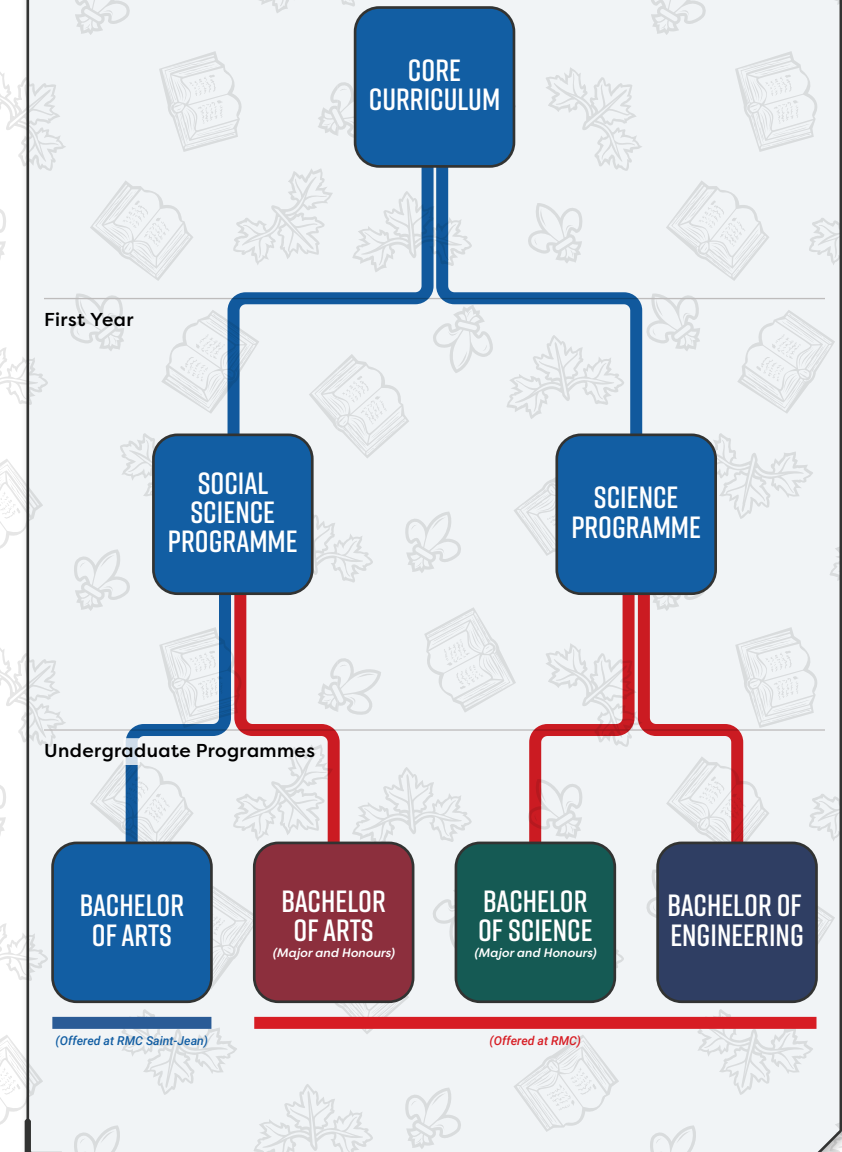 CORE
CURRICULUM
First Year
SOCIAL
SCIENCE
PROGRAMME
SCIENCE
PROGRAMME
Undergraduate Programmes
BACHELOR
OF ARTS
BACHELOR
OF ARTS
(Major and Honours)
BACHELOR
OF SCIENCE
(Major and Honours)
BACHELOR OF
ENGINEERING
(Offered at RMC Saint-Jean)
(Offered at RMC)